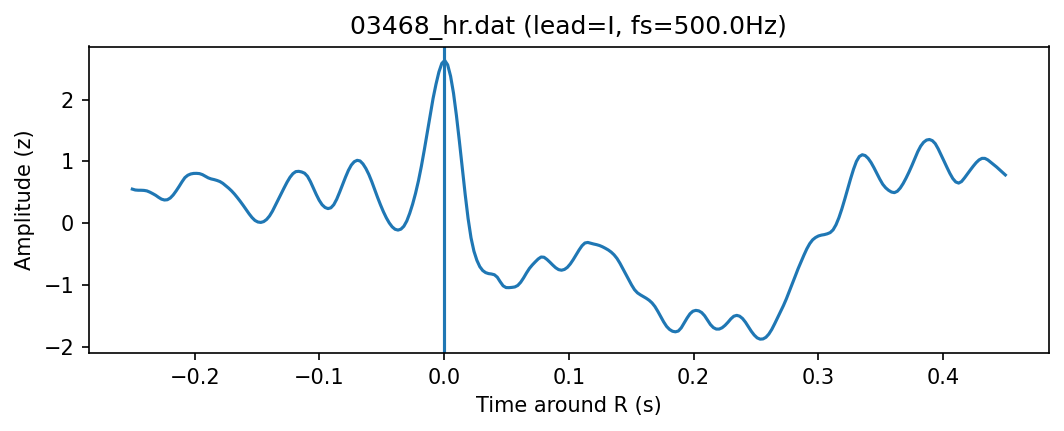 03468_hr.dat (lead=I, fs=500.0Hz)
Amplitude (z)
2
1
0
−1
−2
−0.2 −0.1 0.0 0.1 0.2 0.3 0.4
Time around R (s)